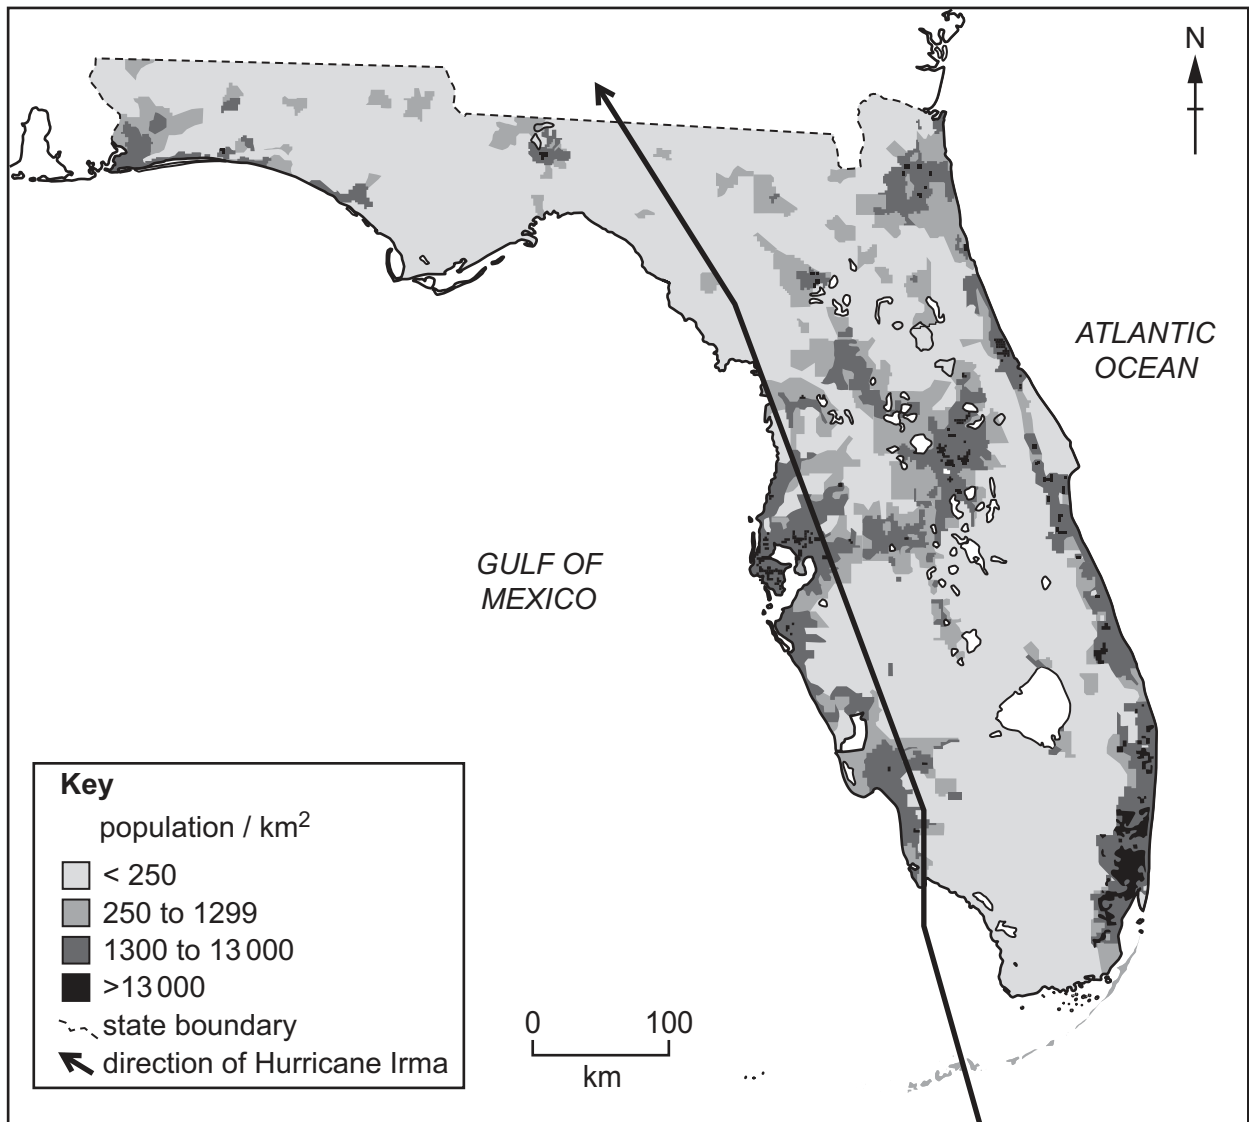 N
ATLANTIC
OCEAN
GULF OF
MEXICO
Key
population / km²
< 250
250 to 1299
1300 to 13 000
>13 000
state boundary
direction of Hurricane Irma
0 100
km